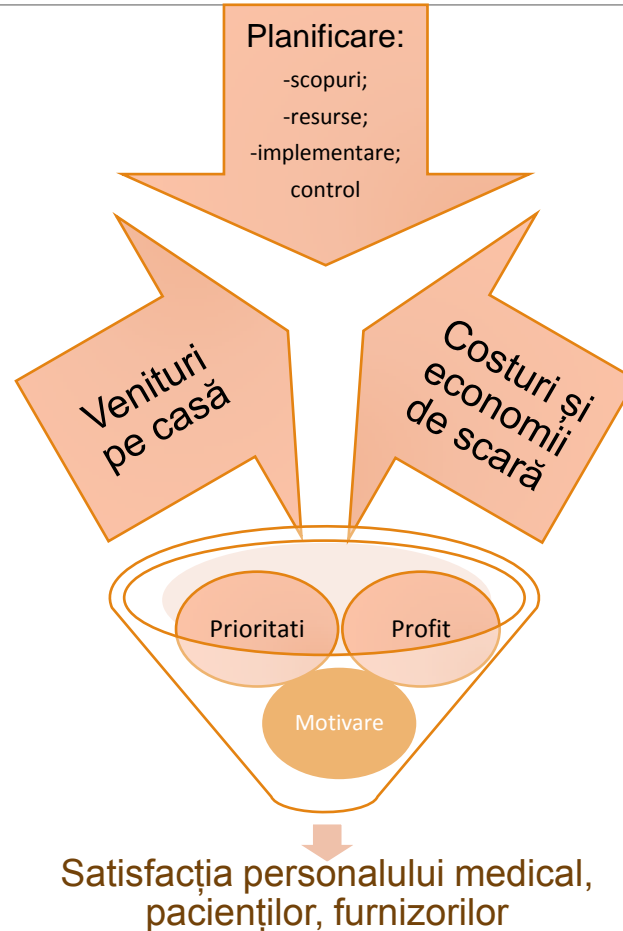 Planificare:
-scopuri;
-resurse;
-implementare;
control
Venituri
pe casă
Costuri și
economii
de scară
Prioritati
Profit
Motivare
Satisfacția personalului medical,
pacienților, furnizorilor